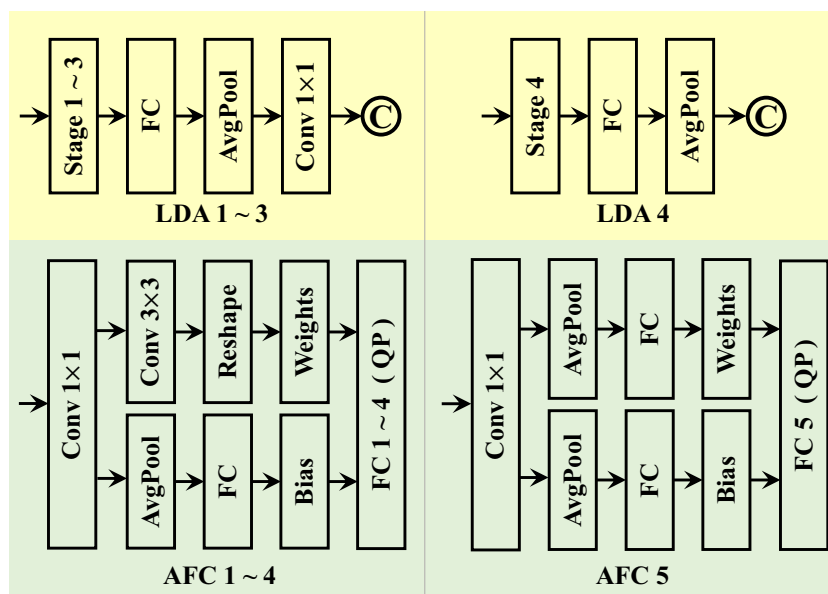 Stage 1 ~ 3
FC
AvgPool
Conv 1×1
C
LDA 1 ~ 3
Stage 4
FC
AvgPool
C
LDA 4
Conv 1×1
Conv 3×3
Reshape
Weights
AvgPool
FC
Bias
FC 1 ~ 4 ( QP )
AFC 1 ~ 4
Conv 1×1
AvgPool
FC
Weights
AvgPool
FC
Bias
FC 5 ( QP )
AFC 5